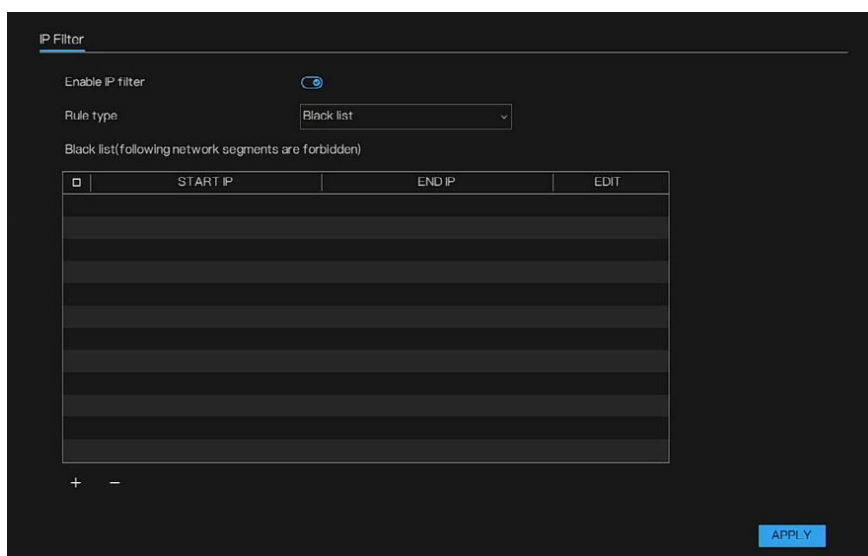 IP Filter
Enable IP filter
Rule type Black list
Black list(following network segments are forbidden)
START IP END IP EDIT
+ −
APPLY